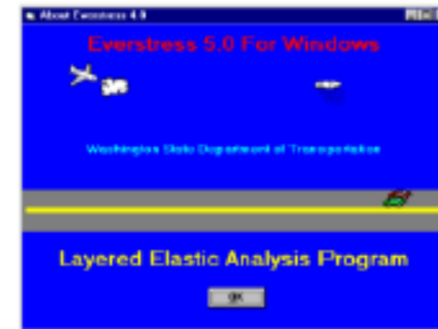 About Everstress 4.0
Everstress 5.0 For Windows
Washington State Department of Transportation
Layered Elastic Analysis Program
OK